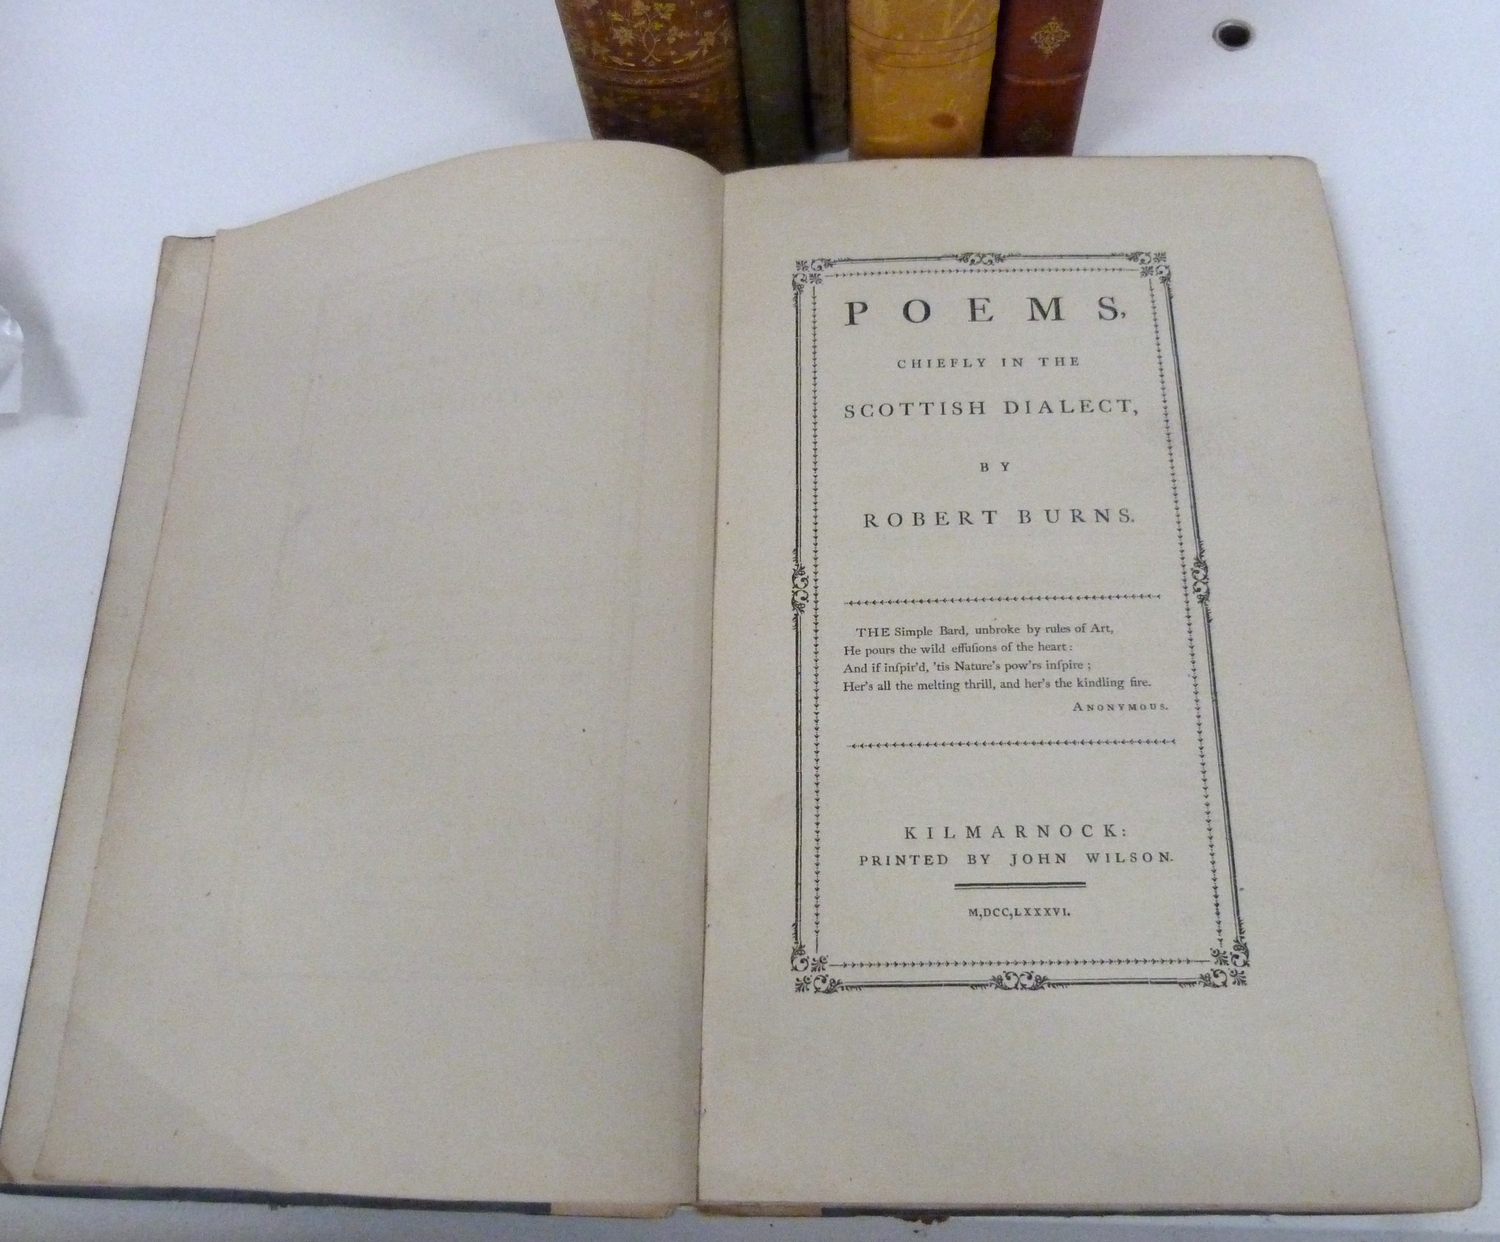 POEMS,
CHIEFLY IN THE
SCOTTISH DIALECT,
BY
ROBERT BURNS.
THE Simple Bard, unbroke by rules of Art,
He pours the wild effuſions of the heart:
And if inſpir'd, 'tis Nature's pow'rs inſpire;
Her's all the melting thrill, and her's the kindling fire.
ANONYMOUS.
KILMARNOCK:
PRINTED BY JOHN WILSON.
M,DCC,LXXXVI.